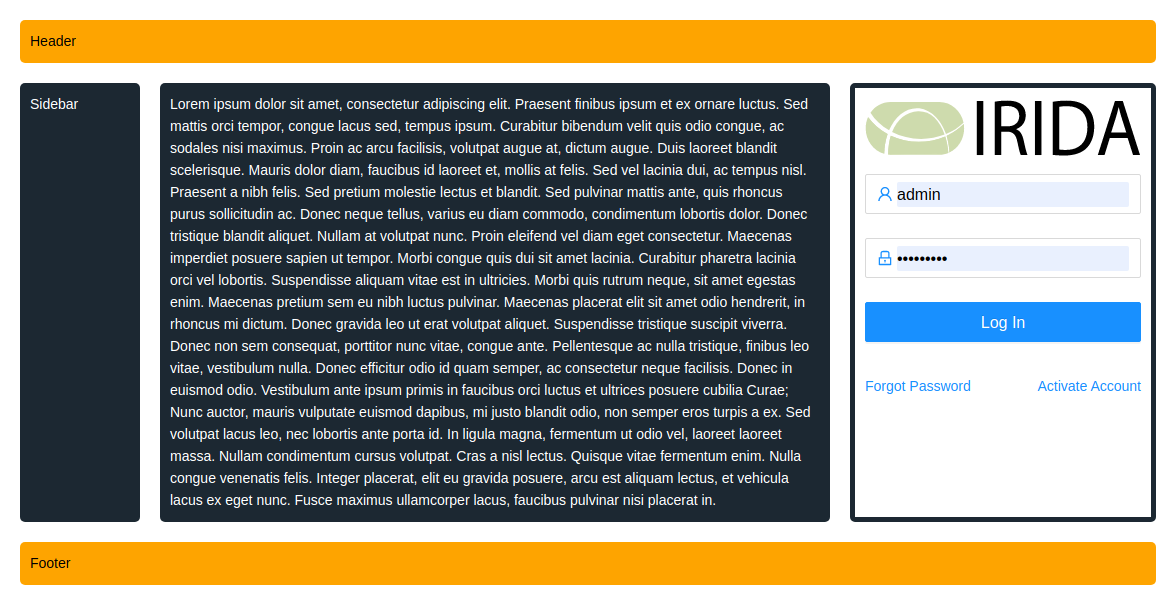 Header
Sidebar
Lorem ipsum dolor sit amet, consectetur adipiscing elit. Praesent finibus ipsum et ex ornare luctus. Sed
mattis orci tempor, congue lacus sed, tempus ipsum. Curabitur bibendum velit quis odio congue, ac
sodales nisi maximus. Proin ac arcu facilisis, volutpat augue at, dictum augue. Duis laoreet blandit
scelerisque. Mauris dolor diam, faucibus id laoreet et, mollis at felis. Sed vel lacinia dui, ac tempus nisl.
Praesent a nibh felis. Sed pretium molestie lectus et blandit. Sed pulvinar mattis ante, quis rhoncus
purus sollicitudin ac. Donec neque tellus, varius eu diam commodo, condimentum lobortis dolor. Donec
tristique blandit aliquet. Nullam at volutpat nunc. Proin eleifend vel diam eget consectetur. Maecenas
imperdiet posuere sapien ut tempor. Morbi congue quis dui sit amet lacinia. Curabitur pharetra lacinia
orci vel lobortis. Suspendisse aliquam vitae est in ultricies. Morbi quis rutrum neque, sit amet egestas
enim. Maecenas pretium sem eu nibh luctus pulvinar. Maecenas placerat elit sit amet odio hendrerit, in
rhoncus mi dictum. Donec gravida leo ut erat volutpat aliquet. Suspendisse tristique suscipit viverra.
Donec non sem consequat, porttitor nunc vitae, congue ante. Pellentesque ac nulla tristique, finibus leo
vitae, vestibulum nulla. Donec efficitur odio id quam semper, ac consectetur neque facilisis. Donec in
euismod odio. Vestibulum ante ipsum primis in faucibus orci luctus et ultrices posuere cubilia Curae;
Nunc auctor, mauris vulputate euismod dapibus, mi justo blandit odio, non semper eros turpis a ex. Sed
volutpat lacus leo, nec lobortis ante porta id. In ligula magna, fermentum ut odio vel, laoreet laoreet
massa. Nullam condimentum cursus volutpat. Cras a nisl lectus. Quisque vitae fermentum enim. Nulla
congue venenatis felis. Integer placerat, elit eu gravida posuere, arcu est aliquam lectus, et vehicula
lacus ex eget nunc. Fusce maximus ullamcorper lacus, faucibus pulvinar nisi placerat in.
IRIDA
admin
•••••••••
Log In
Forgot Password
Activate Account
Footer